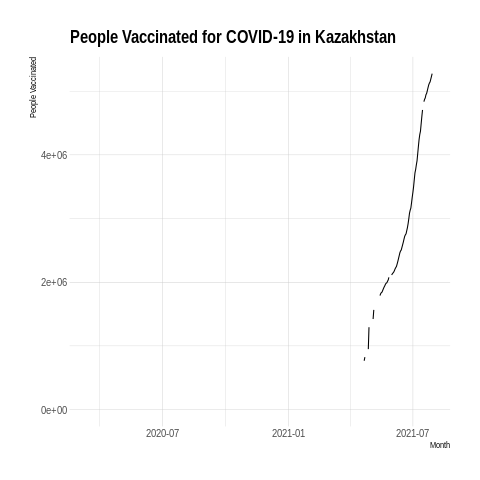 People Vaccinated for COVID-19 in Kazakhstan
People Vaccinated
4e+06
2e+06
0e+00
2020-07 2021-01 2021-07
Month